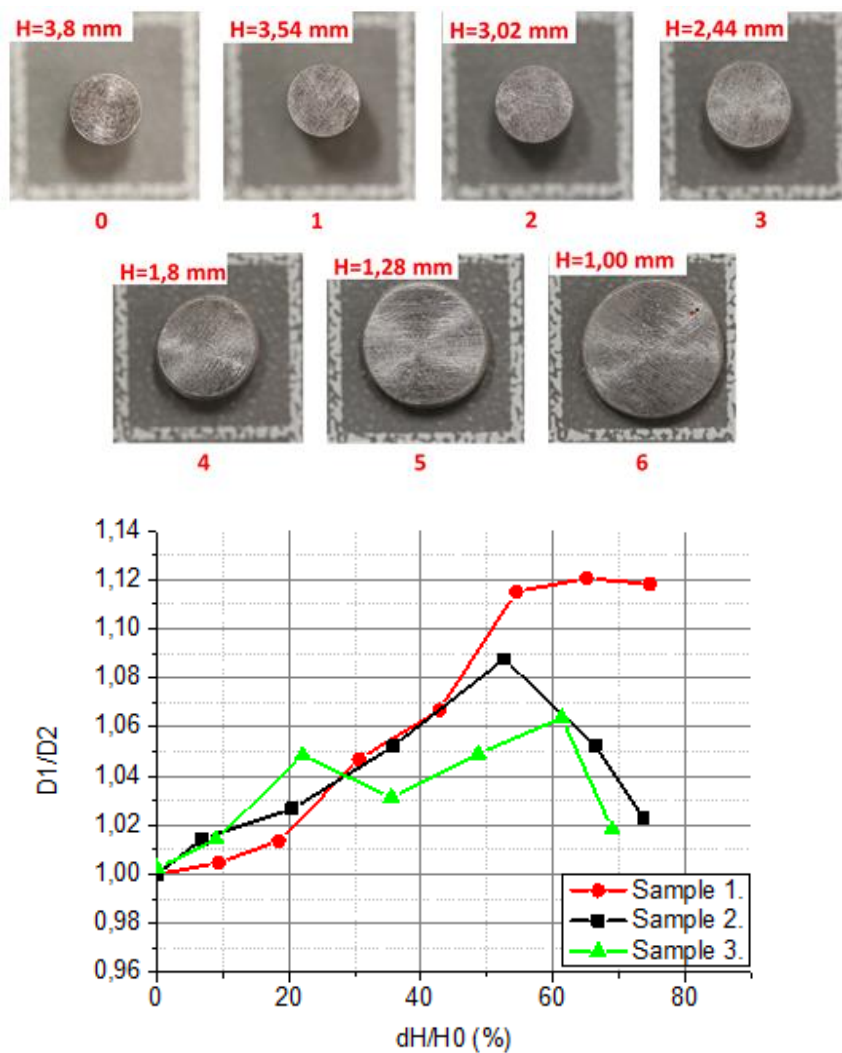 H=3,8 mm
H=3,54 mm
H=3,02 mm
H=2,44 mm
0
1
2
3
H=1,8 mm
H=1,28 mm
H=1,00 mm
4
5
6
1,14
1,12
1,10
1,08
1,06
1,04
1,02
1,00
0,98
0,96
D1/D2
Sample 1.
Sample 2.
Sample 3.
0
20
40
60
80
dH/H0 (%)